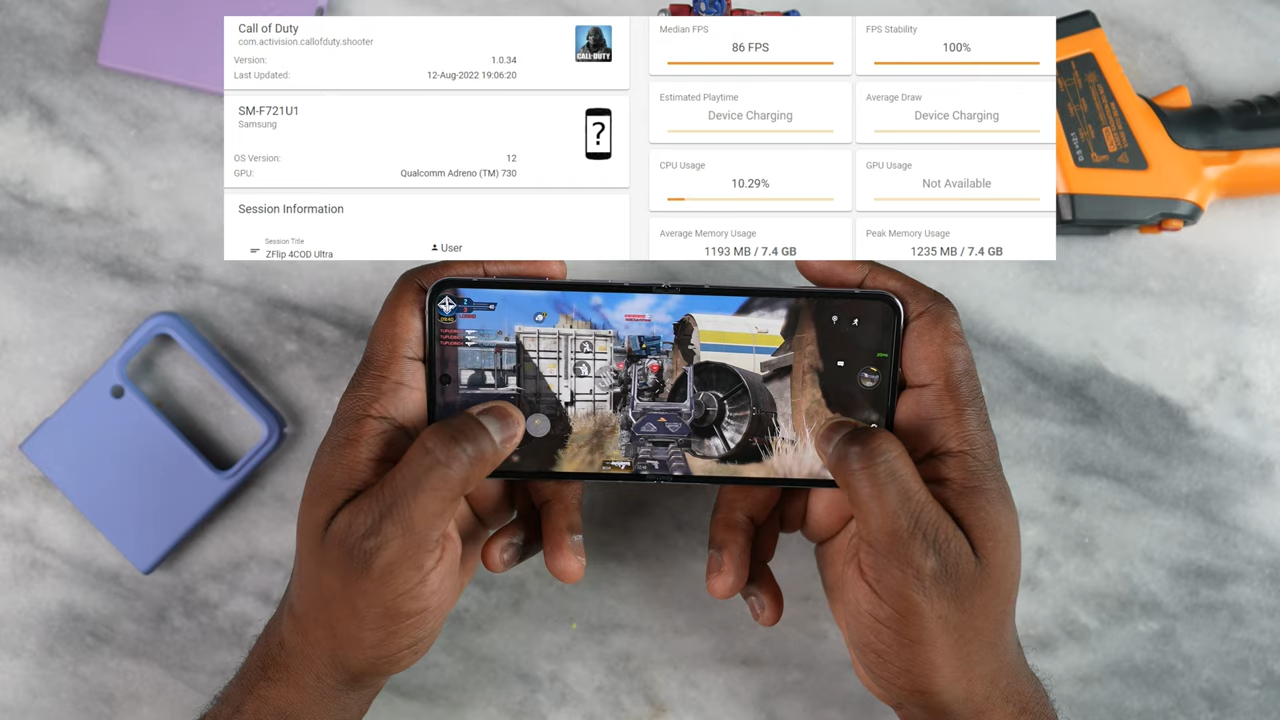 Call of Duty
com.activision.callofduty.shooter
CALL·DUTY
Version: 1.0.34
Last Updated: 12-Aug-2022 19:06:20
SM-F721U1
Samsung
?
OS Version: 12
GPU: Qualcomm Adreno (TM) 730
Session Information
Session Title
ZFlip 4COD Ultra
User
Median FPS
86 FPS
FPS Stability
100%
Estimated Playtime
Device Charging
Average Draw
Device Charging
CPU Usage
10.29%
GPU Usage
Not Available
Average Memory Usage
1193 MB / 7.4 GB
Peak Memory Usage
1235 MB / 7.4 GB